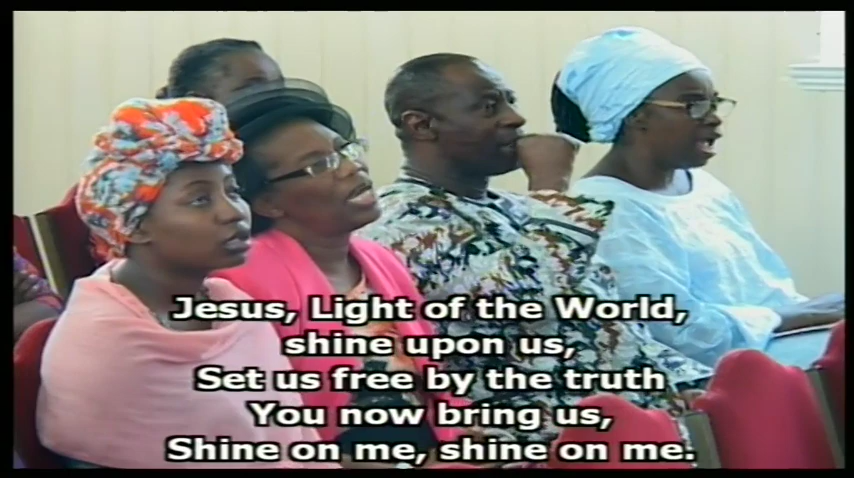 Jesus, Light of the World,
shine upon us,
Set us free by the truth
You now bring us,
Shine on me, shine on me.